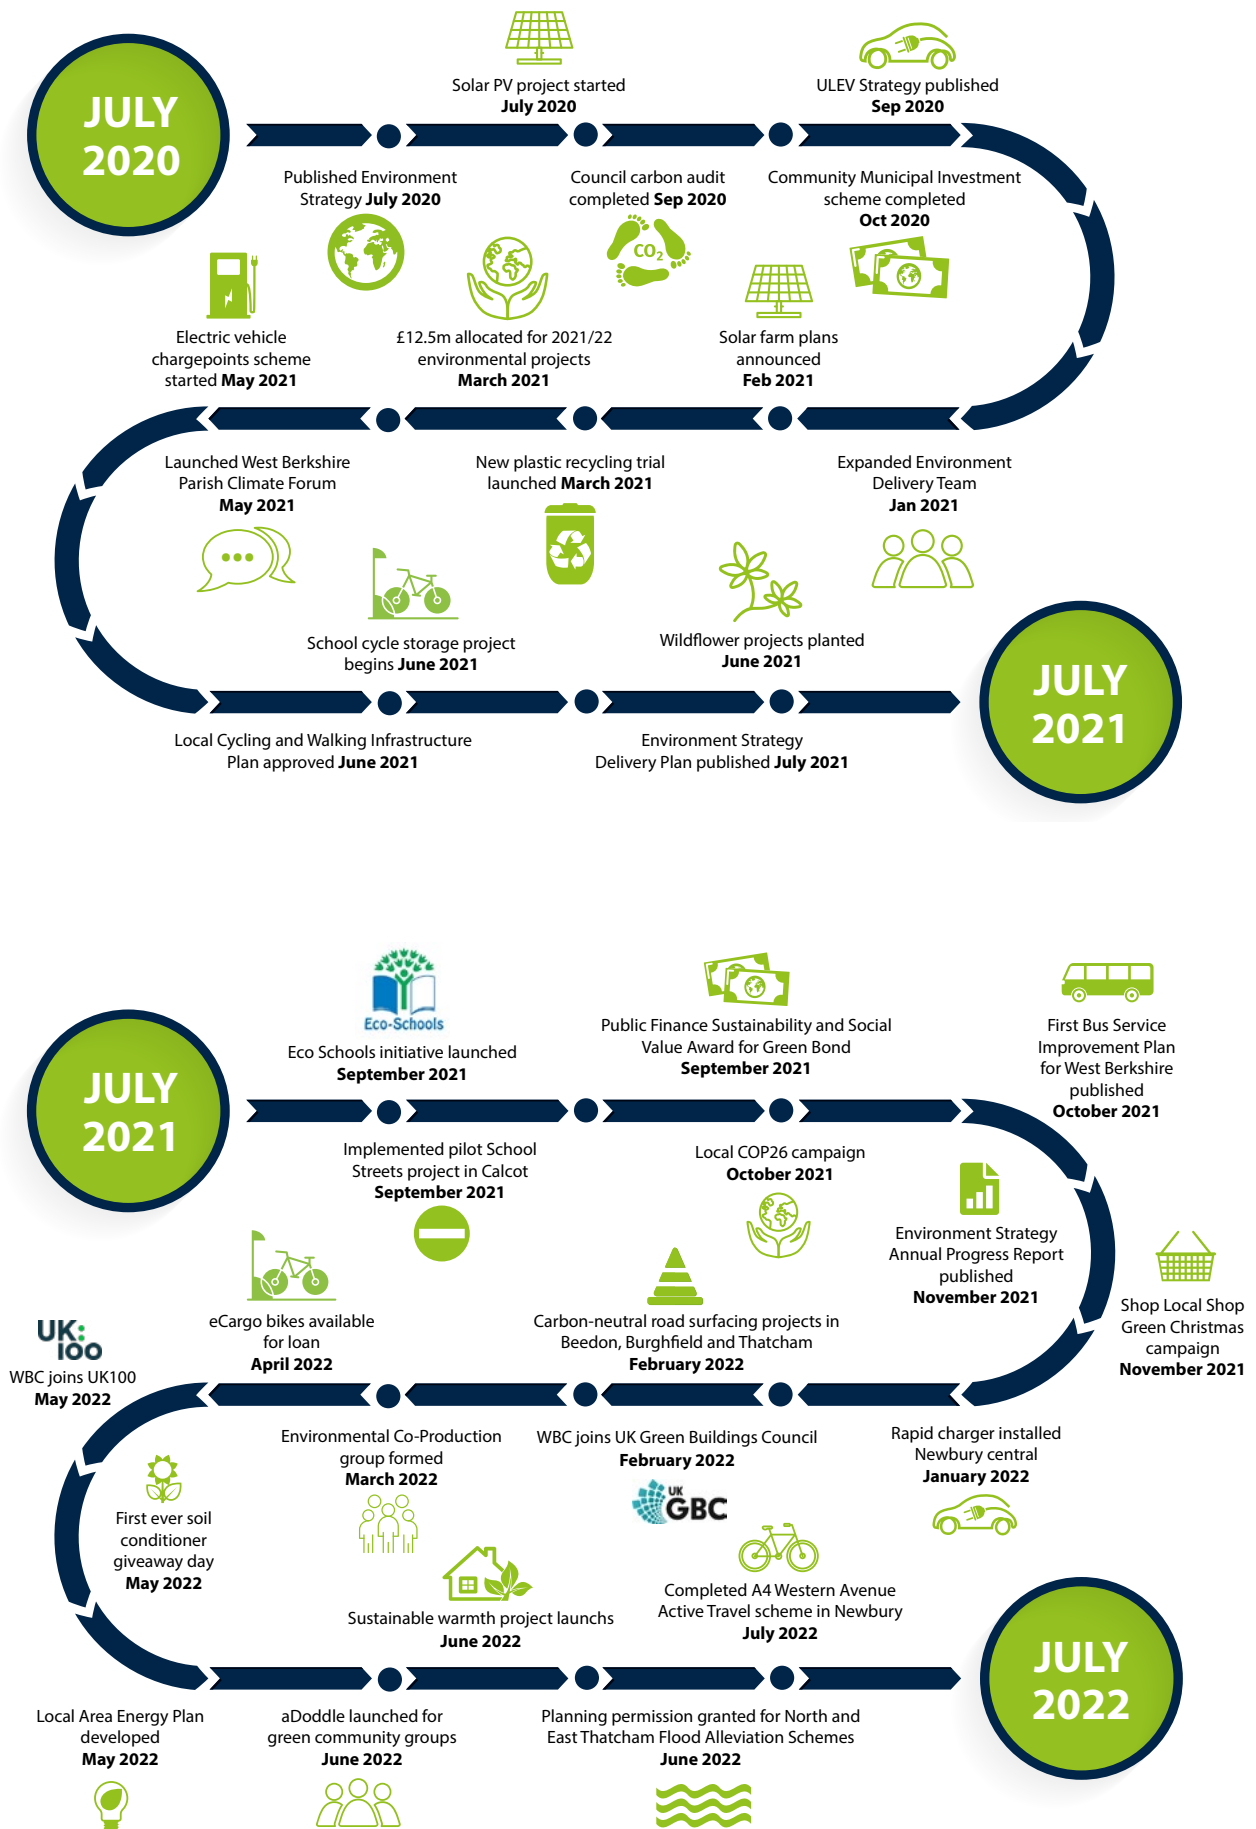 JULY
2020
Solar PV project started
July 2020
ULEV Strategy published
Sep 2020
Published Environment
Strategy July 2020
Council carbon audit
completed Sep 2020
CO2
Community Municipal Investment
scheme completed
Oct 2020
Electric vehicle
chargepoints scheme
started May 2021
£12.5m allocated for 2021/22
environmental projects
March 2021
Solar farm plans
announced
Feb 2021
Launched West Berkshire
Parish Climate Forum
May 2021
New plastic recycling trial
launched March 2021
Expanded Environment
Delivery Team
Jan 2021
School cycle storage project
begins June 2021
Wildflower projects planted
June 2021
JULY
2021
Local Cycling and Walking Infrastructure
Plan approved June 2021
Environment Strategy
Delivery Plan published July 2021
JULY
2021
Eco-Schools
Eco Schools initiative launched
September 2021
Public Finance Sustainability and Social
Value Award for Green Bond
September 2021
First Bus Service
Improvement Plan
for West Berkshire
published
October 2021
Implemented pilot School
Streets project in Calcot
September 2021
Local COP26 campaign
October 2021
Environment Strategy
Annual Progress Report
published
November 2021
Shop Local Shop
Green Christmas
campaign
November 2021
UK:
100
WBC joins UK100
May 2022
eCargo bikes available
for loan
April 2022
Carbon-neutral road surfacing projects in
Beedon, Burghfield and Thatcham
February 2022
Environmental Co-Production
group formed
March 2022
WBC joins UK Green Buildings Council
February 2022
UK
GBC
Rapid charger installed
Newbury central
January 2022
First ever soil
conditioner
giveaway day
May 2022
Sustainable warmth project launchs
June 2022
Completed A4 Western Avenue
Active Travel scheme in Newbury
July 2022
JULY
2022
Local Area Energy Plan
developed
May 2022
aDoddle launched for
green community groups
June 2022
Planning permission granted for North and
East Thatcham Flood Alleviation Schemes
June 2022